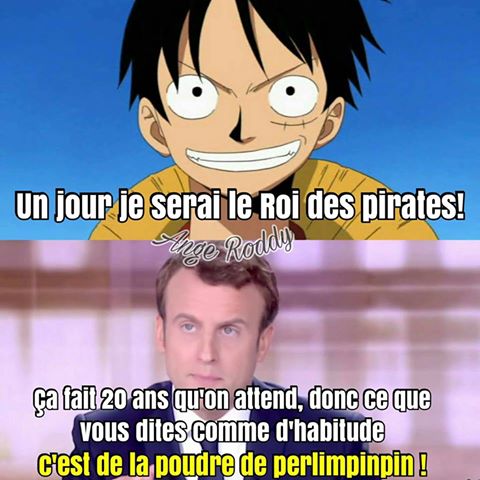 Un jour je serai le Roi des pirates!
Ange Roddy
ça fait 20 ans qu'on attend, donc ce que
vous dites comme d'habitude
c'est de la poudre de perlimpinpin !